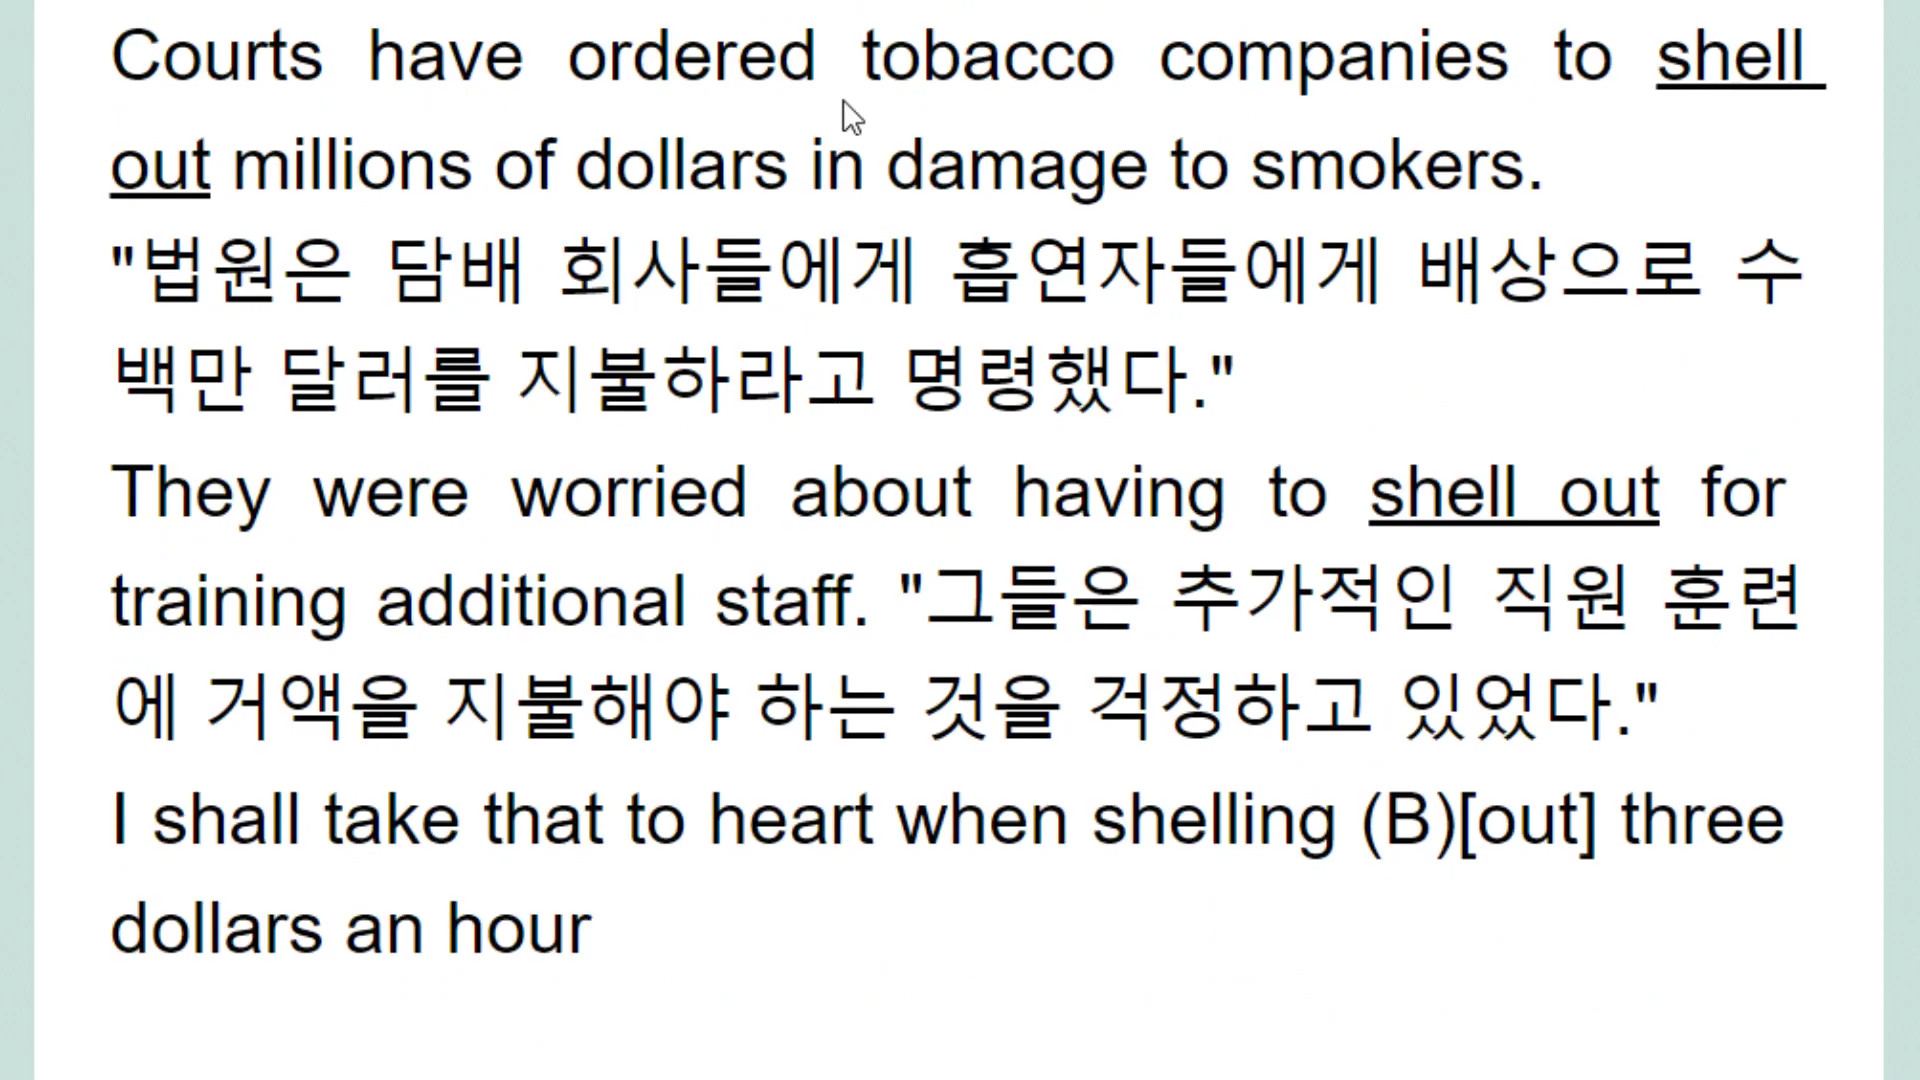 Courts have ordered tobacco companies to shell
out millions of dollars in damage to smokers.
"법원은 담배 회사들에게 흡연자들에게 배상으로 수
백만 달러를 지불하라고 명령했다."
They were worried about having to shell out for
training additional staff. "그들은 추가적인 직원 훈련
에 거액을 지불해야 하는 것을 걱정하고 있었다."
I shall take that to heart when shelling (B)[out] three
dollars an hour